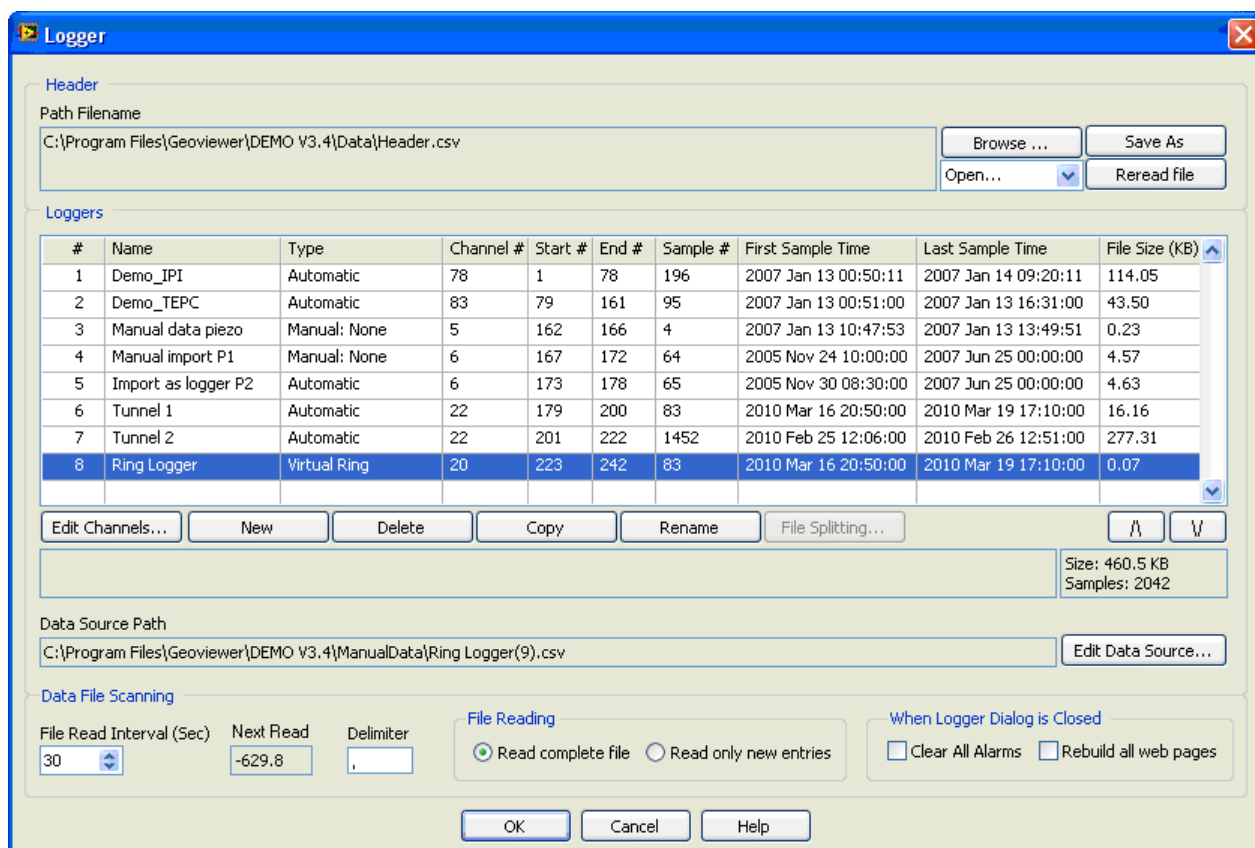 Logger
Header
Path Filename
C:\Program Files\Geoviewer\DEMO V3.4\Data\Header.csv
Browse ... Save As
Open... Reread file
Loggers
# Name Type Channel # Start # End # Sample # First Sample Time Last Sample Time File Size (KB)
1 Demo_IPI Automatic 78 1 78 196 2007 Jan 13 00:50:11 2007 Jan 14 09:20:11 114.05
2 Demo_TEPC Automatic 83 79 161 95 2007 Jan 13 00:51:00 2007 Jan 13 16:31:00 43.50
3 Manual data piezo Manual: None 5 162 166 4 2007 Jan 13 10:47:53 2007 Jan 13 13:49:51 0.23
4 Manual import P1 Manual: None 6 167 172 64 2005 Nov 24 10:00:00 2007 Jun 25 00:00:00 4.57
5 Import as logger P2 Automatic 6 173 178 65 2005 Nov 30 08:30:00 2007 Jun 25 00:00:00 4.63
6 Tunnel 1 Automatic 22 179 200 83 2010 Mar 16 20:50:00 2010 Mar 19 17:10:00 16.16
7 Tunnel 2 Automatic 22 201 222 1452 2010 Feb 25 12:06:00 2010 Feb 26 12:51:00 277.31
8 Ring Logger Virtual Ring 20 223 242 83 2010 Mar 16 20:50:00 2010 Mar 19 17:10:00 0.07
Edit Channels... New Delete Copy Rename File Splitting... /\ \/
Size: 460.5 KB
Samples: 2042
Data Source Path
C:\Program Files\Geoviewer\DEMO V3.4\ManualData\Ring Logger(9).csv Edit Data Source...
Data File Scanning
File Read Interval (Sec) Next Read Delimiter
30 -629.8 ,
File Reading
Read complete file Read only new entries
When Logger Dialog is Closed
Clear All Alarms Rebuild all web pages
OK Cancel Help